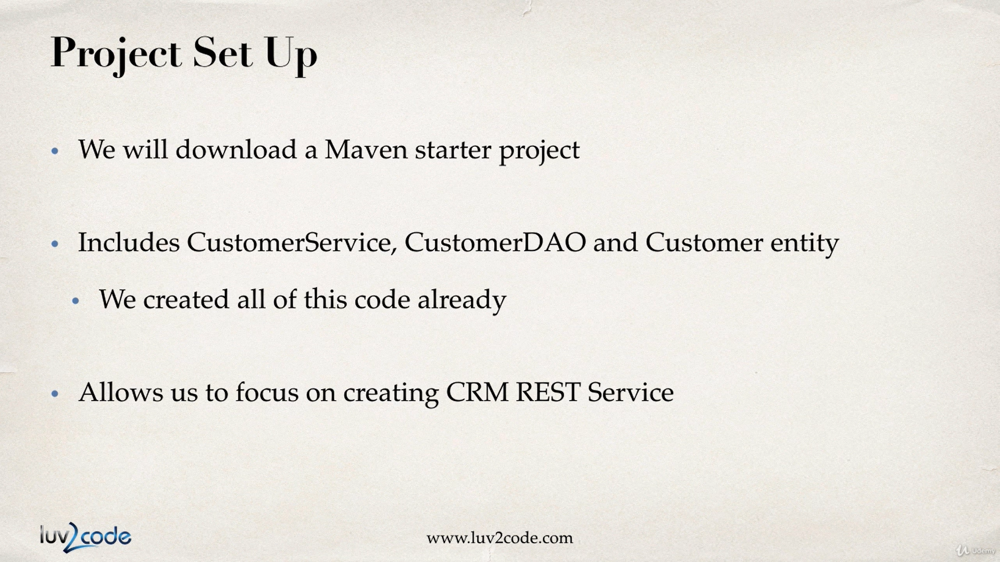 Project Set Up
• We will download a Maven starter project
• Includes CustomerService, CustomerDAO and Customer entity
• We created all of this code already
• Allows us to focus on creating CRM REST Service
luv2code
www.luv2code.com
Udemy